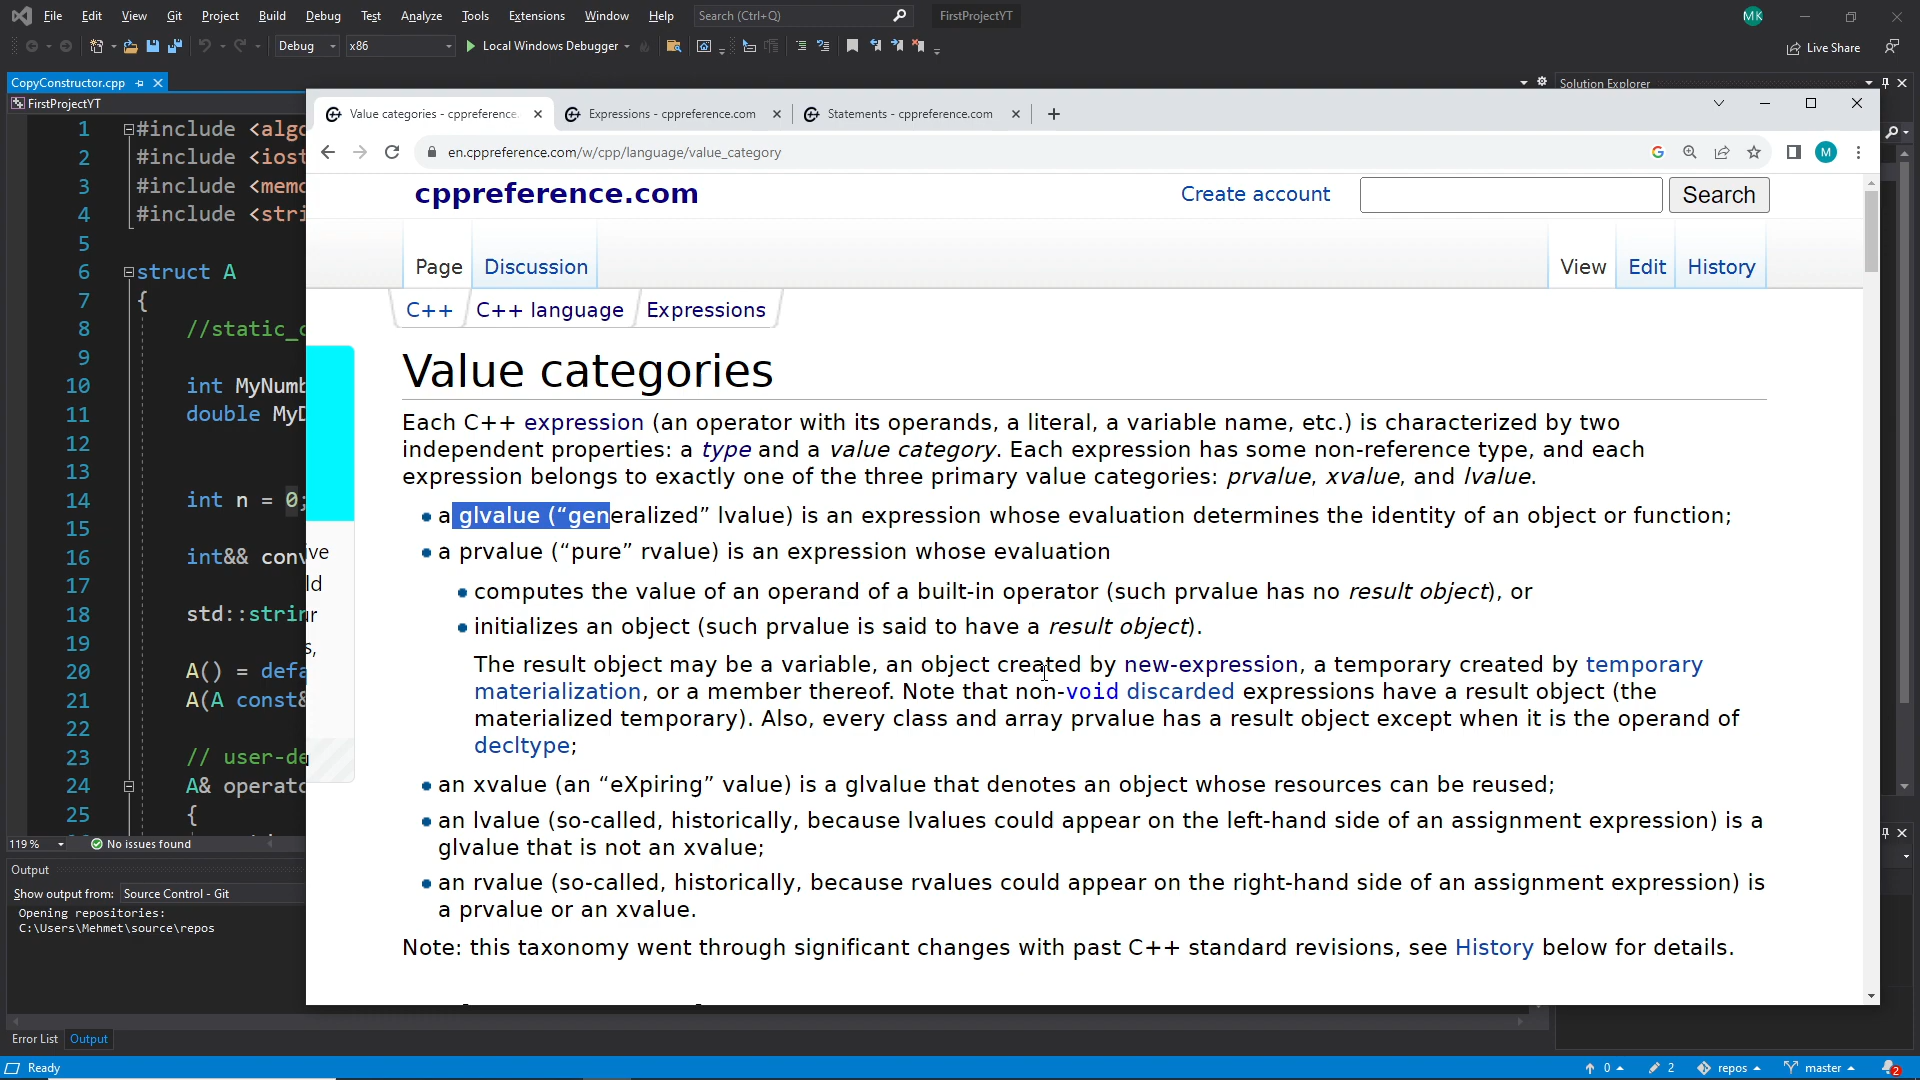 File Edit View Git Project Build Debug Test Analyze Tools Extensions Window Help Search (Ctrl+Q) FirstProjectYT MK
Debug x86 Local Windows Debugger Live Share
CopyConstructor.cpp Solution Explorer
FirstProjectYT
Value categories - cppreference. Expressions - cppreference.com Statements - cppreference.com
en.cppreference.com/w/cpp/language/value_category M
1 #include <algo
2 #include <iost
3 #include <memo
4 #include <stri
5
6 struct A
7 {
8 //static_c
9
10 int MyNumb
11 double MyD
12
13
14 int n = 0;
15
16 int&& conv
17
18 std::strin
19
20 A() = defa
21 A(A const&
22
23 // user-de
24 A& operato
25 {
119 % No issues found
Output
Show output from: Source Control - Git
Opening repositories:
C:\Users\Mehmet\source\repos
Error List Output
Ready 0 2 repos master 2
cppreference.com Create account Search
Page Discussion View Edit History
C++ C++ language Expressions
ive
ld
r
s,
Value categories
Each C++ expression (an operator with its operands, a literal, a variable name, etc.) is characterized by two
independent properties: a type and a value category. Each expression has some non-reference type, and each
expression belongs to exactly one of the three primary value categories: prvalue, xvalue, and lvalue.
a glvalue (“generalized” lvalue) is an expression whose evaluation determines the identity of an object or function;
a prvalue (“pure” rvalue) is an expression whose evaluation
computes the value of an operand of a built-in operator (such prvalue has no result object), or
initializes an object (such prvalue is said to have a result object).
The result object may be a variable, an object created by new-expression, a temporary created by temporary
materialization, or a member thereof. Note that non-void discarded expressions have a result object (the
materialized temporary). Also, every class and array prvalue has a result object except when it is the operand of
decltype;
an xvalue (an “eXpiring” value) is a glvalue that denotes an object whose resources can be reused;
an lvalue (so-called, historically, because lvalues could appear on the left-hand side of an assignment expression) is a
glvalue that is not an xvalue;
an rvalue (so-called, historically, because rvalues could appear on the right-hand side of an assignment expression) is
a prvalue or an xvalue.
Note: this taxonomy went through significant changes with past C++ standard revisions, see History below for details.